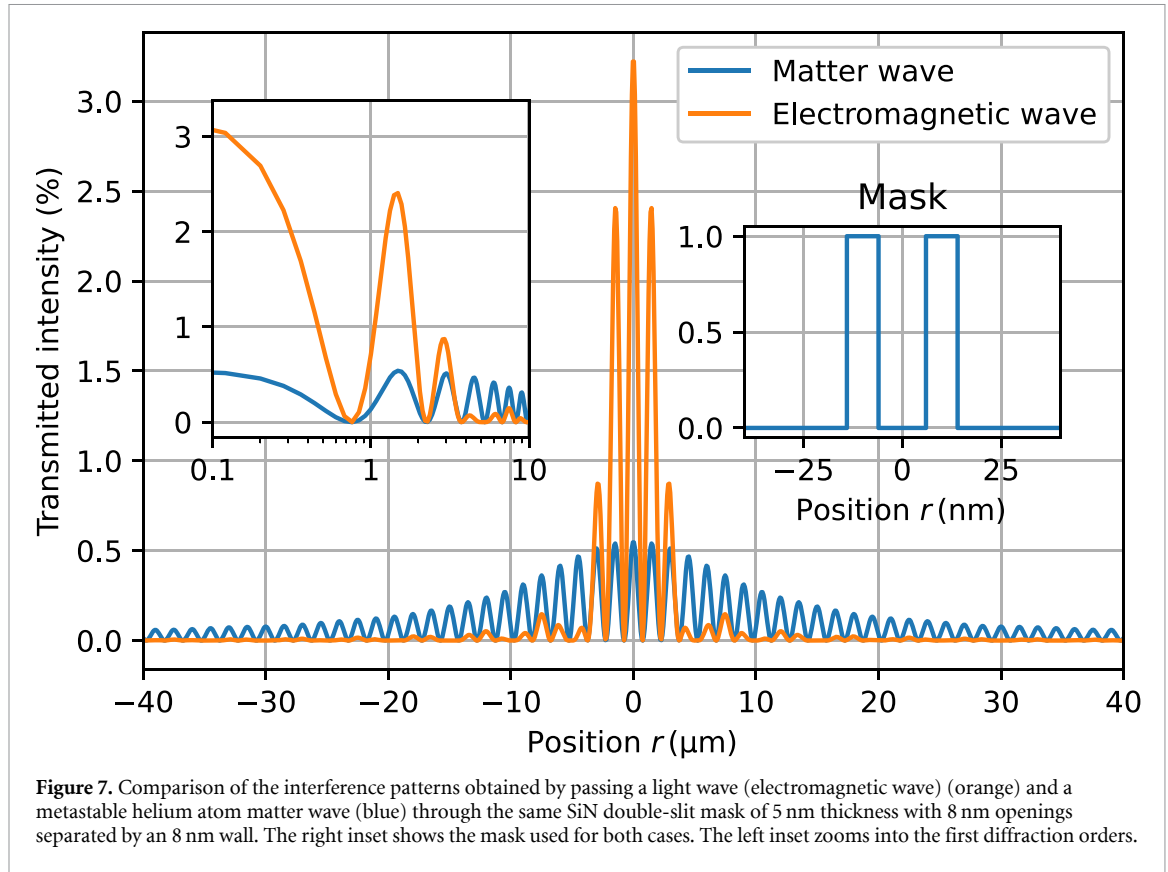 Matter wave
Electromagnetic wave
Transmitted intensity (%)
3.0
2.5
2.0
1.5
1.0
0.5
0.0
3
2
1
0
0.1 1 10
Mask
1.0
0.5
0.0
−25 0 25
Position r (nm)
−40 −30 −20 −10 0 10 20 30 40
Position r (μm)
Figure 7. Comparison of the interference patterns obtained by passing a light wave (electromagnetic wave) (orange) and a
metastable helium atom matter wave (blue) through the same SiN double-slit mask of 5 nm thickness with 8 nm openings
separated by an 8 nm wall. The right inset shows the mask used for both cases. The left inset zooms into the first diffraction orders.